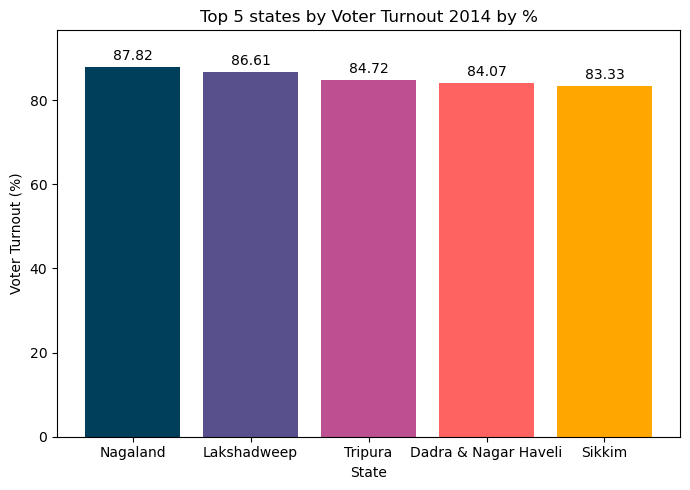 Top 5 states by Voter Turnout 2014 by %
87.82
86.61
84.72
84.07
83.33
Voter Turnout (%)
80
60
40
20
0
Nagaland
Lakshadweep
Tripura
Dadra & Nagar Haveli
Sikkim
State